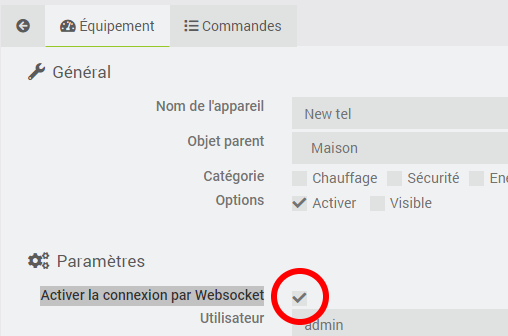 Équipement Commandes
Général
Nom de l'appareil New tel
Objet parent Maison
Catégorie Chauffage Sécurité
Options Activer Visible
Paramètres
Activer la connexion par Websocket
Utilisateur admin